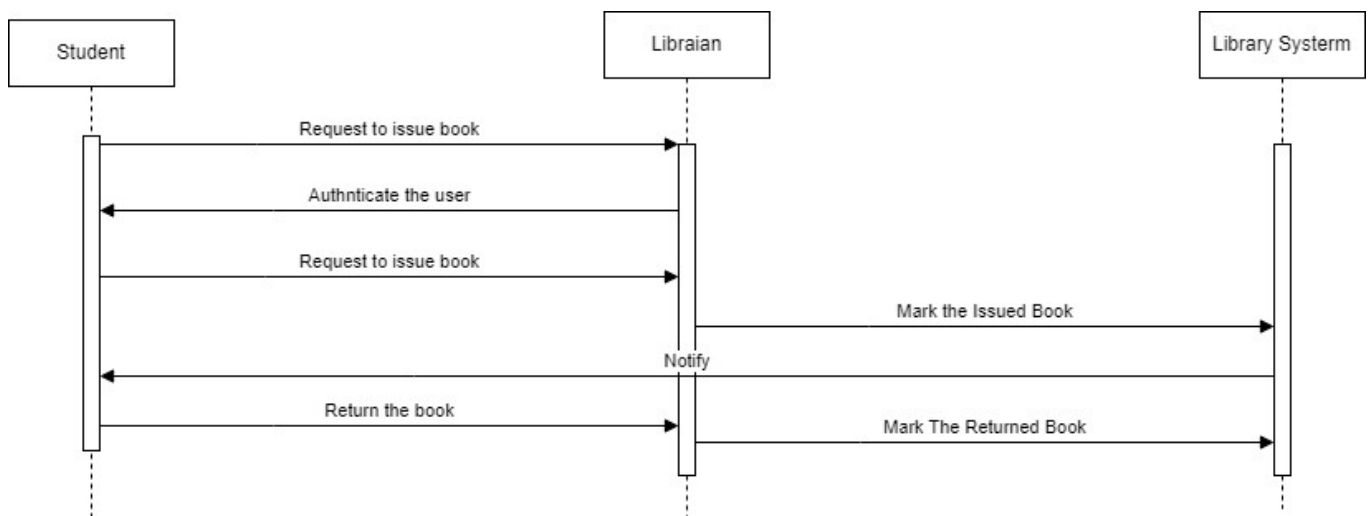 Student
Libraian
Library Systerm
Request to issue book
Authnticate the user
Request to issue book
Mark the Issued Book
Notify
Return the book
Mark The Returned Book